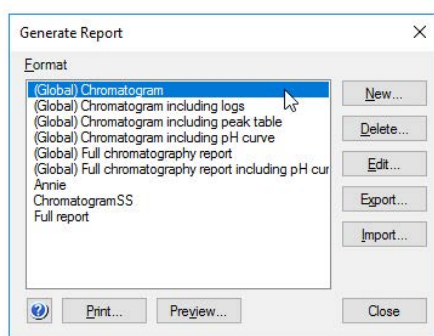 Generate Report
Format
(Global) Chromatogram
(Global) Chromatogram including logs
(Global) Chromatogram including peak table
(Global) Chromatogram including pH curve
(Global) Full chromatography report
(Global) Full chromatography report including pH cur
Annie
ChromatogramSS
Full report
New...
Delete...
Edit...
Export...
Import...
Print...
Preview...
Close